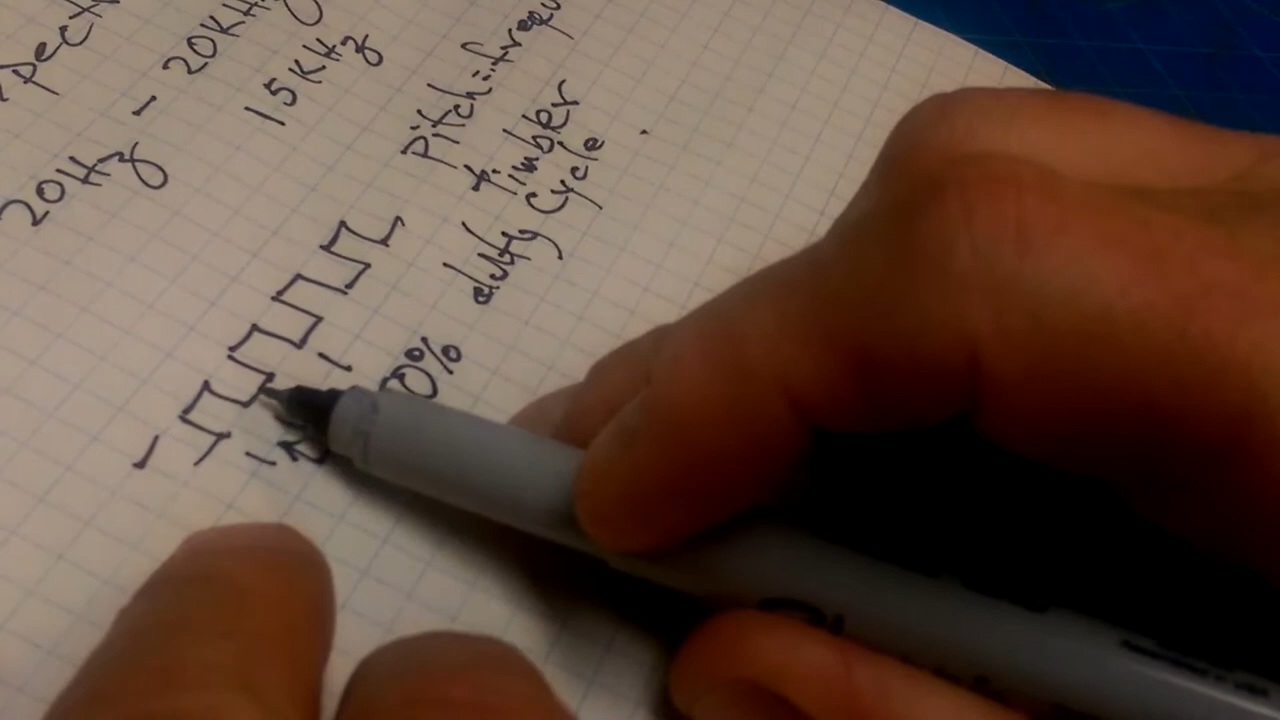 20Hz - 20KHz
15KHz
Pitch=frequ
timber
duty Cycle
0%